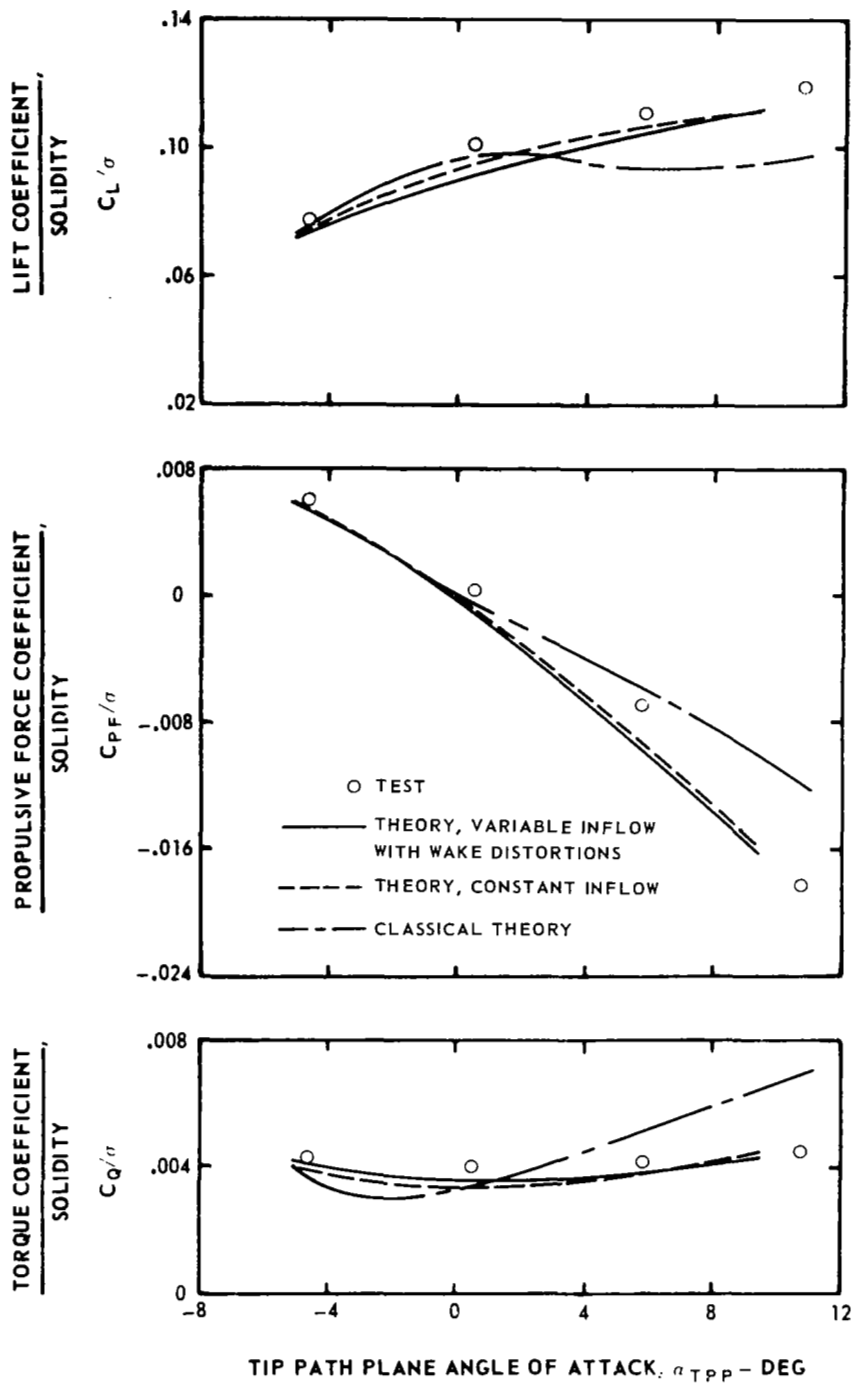 .14
.10
.06
.02
LIFT COEFFICIENT,
SOLIDITY
C_L/σ
.008
0
-.008
-.016
-.024
PROPULSIVE FORCE COEFFICIENT,
SOLIDITY
C_PF/σ
TEST
THEORY, VARIABLE INFLOW
WITH WAKE DISTORTIONS
THEORY, CONSTANT INFLOW
CLASSICAL THEORY
.008
.004
0
TORQUE COEFFICIENT,
SOLIDITY
C_Q/σ
-8 -4 0 4 8 12
TIP PATH PLANE ANGLE OF ATTACK, α_TPP – DEG